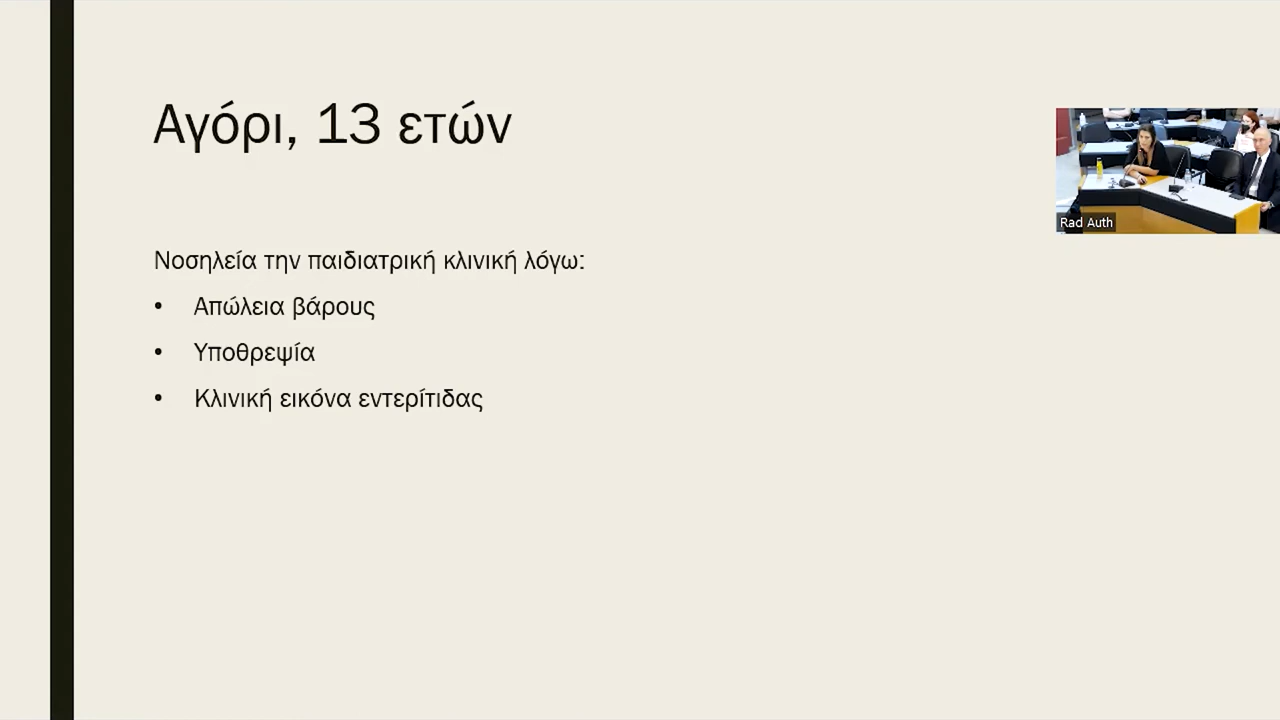 Αγόρι, 13 ετών
Νοσηλεία την παιδιατρική κλινική λόγω:
• Απώλεια βάρους
• Υποθρεψία
• Κλινική εικόνα εντερίτιδας
Rad Auth